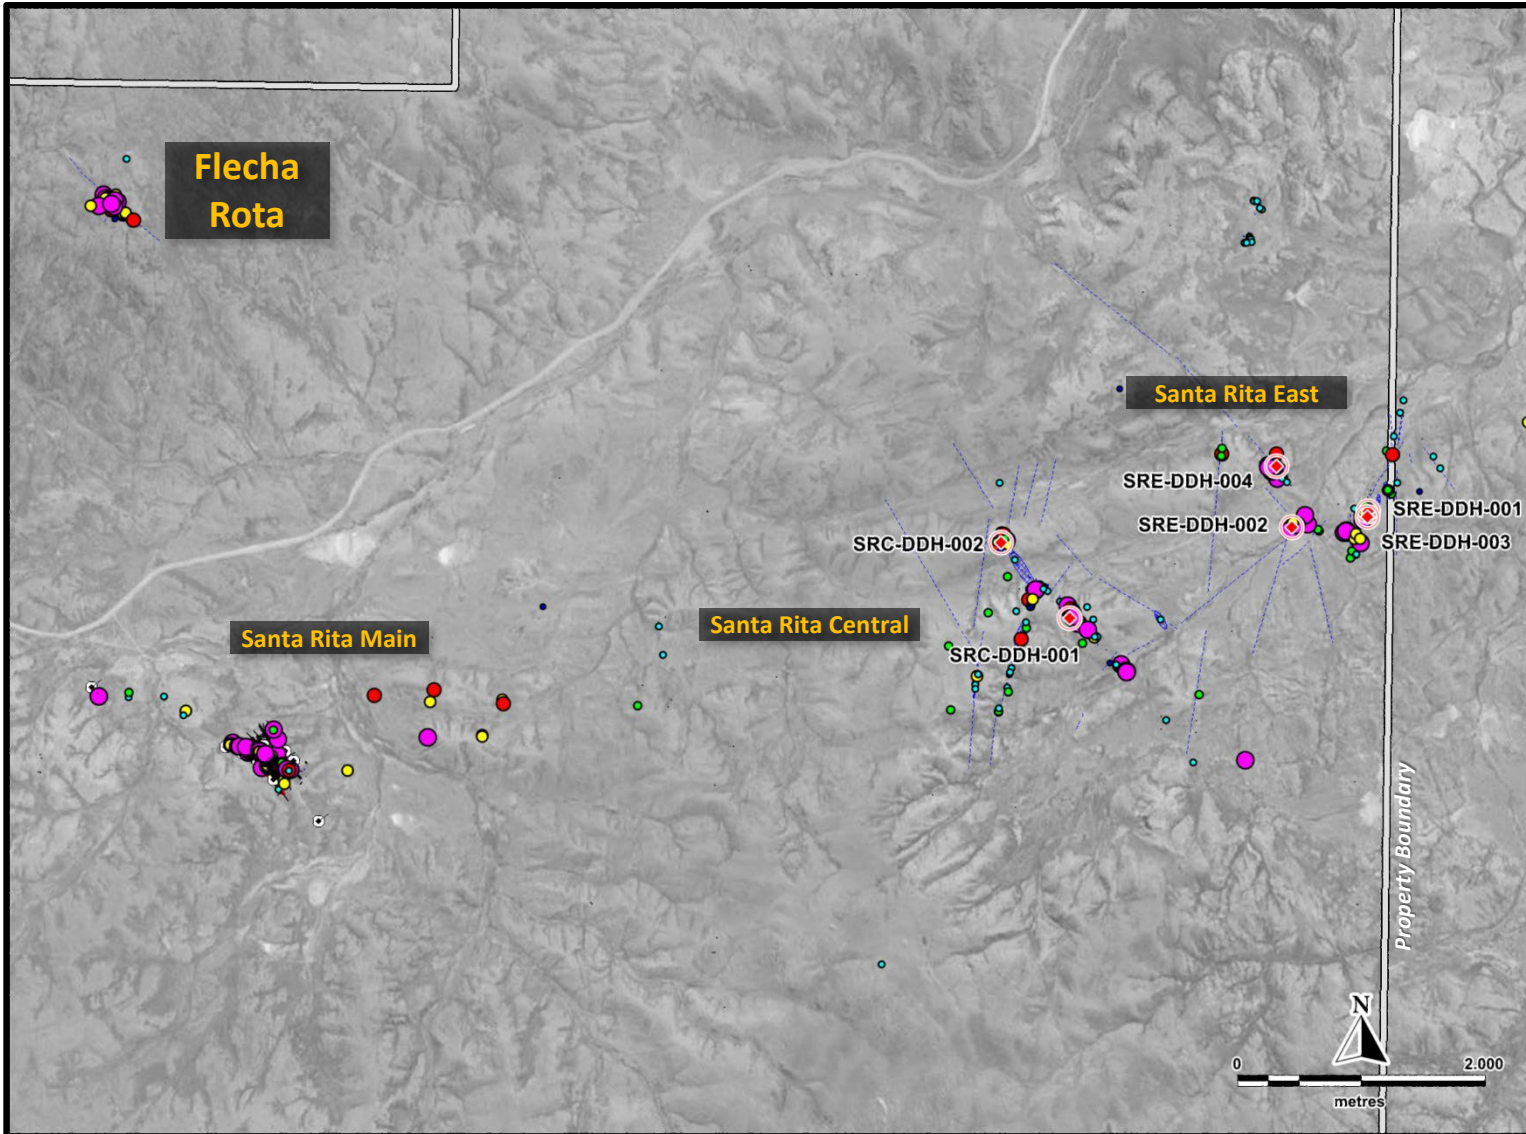 Flecha
Rota
Santa Rita East
SRE-DDH-004
SRE-DDH-001
SRE-DDH-002
SRE-DDH-003
SRC-DDH-002
Santa Rita Central
Santa Rita Main
SRC-DDH-001
Property Boundary
N
0 2.000
metres